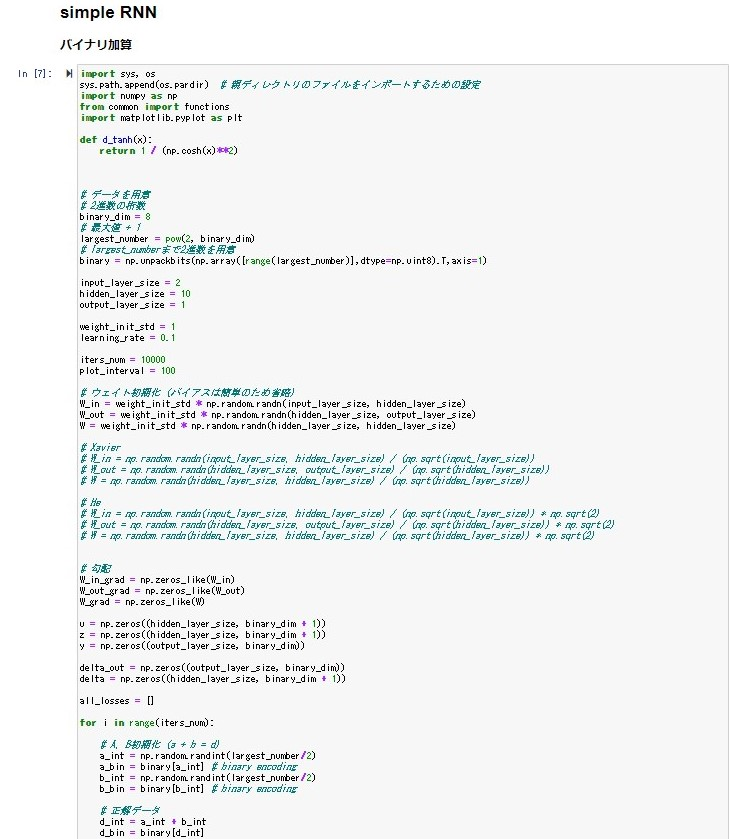 simple RNN
バイナリ加算
In [7]:
import sys, os
sys.path.append(os.pardir)  # 親ディレクトリのファイルをインポートするための設定
import numpy as np
from common import functions
import matplotlib.pyplot as plt
def d_tanh(x):
    return 1 / (np.cosh(x)**2)
# データを用意
# 2進数の桁数
binary_dim = 8
# 最大値 + 1
largest_number = pow(2, binary_dim)
# largest_numberまで2進数を用意
binary = np.unpackbits(np.array([range(largest_number)],dtype=np.uint8).T,axis=1)
input_layer_size = 2
hidden_layer_size = 10
output_layer_size = 1
weight_init_std = 1
learning_rate = 0.1
iters_num = 10000
plot_interval = 100
# ウェイト初期化 (バイアスは簡単のため省略)
W_in = weight_init_std * np.random.randn(input_layer_size, hidden_layer_size)
W_out = weight_init_std * np.random.randn(hidden_layer_size, output_layer_size)
W = weight_init_std * np.random.randn(hidden_layer_size, hidden_layer_size)
# Xavier
# W_in = np.random.randn(input_layer_size, hidden_layer_size) / (np.sqrt(input_layer_size))
# W_out = np.random.randn(hidden_layer_size, output_layer_size) / (np.sqrt(hidden_layer_size))
# W = np.random.randn(hidden_layer_size, hidden_layer_size) / (np.sqrt(hidden_layer_size))
# He
# W_in = np.random.randn(input_layer_size, hidden_layer_size) / (np.sqrt(input_layer_size)) * np.sqrt(2)
# W_out = np.random.randn(hidden_layer_size, output_layer_size) / (np.sqrt(hidden_layer_size)) * np.sqrt(2)
# W = np.random.randn(hidden_layer_size, hidden_layer_size) / (np.sqrt(hidden_layer_size)) * np.sqrt(2)
# 勾配
W_in_grad = np.zeros_like(W_in)
W_out_grad = np.zeros_like(W_out)
W_grad = np.zeros_like(W)
u = np.zeros((hidden_layer_size, binary_dim + 1))
z = np.zeros((hidden_layer_size, binary_dim + 1))
y = np.zeros((output_layer_size, binary_dim))
delta_out = np.zeros((output_layer_size, binary_dim))
delta = np.zeros((hidden_layer_size, binary_dim + 1))
all_losses = []
for i in range(iters_num):
    # A, B初期化 (a + b = d)
    a_int = np.random.randint(largest_number/2)
    a_bin = binary[a_int] # binary encoding
    b_int = np.random.randint(largest_number/2)
    b_bin = binary[b_int] # binary encoding
    # 正解データ
    d_int = a_int + b_int
    d_bin = binary[d_int]